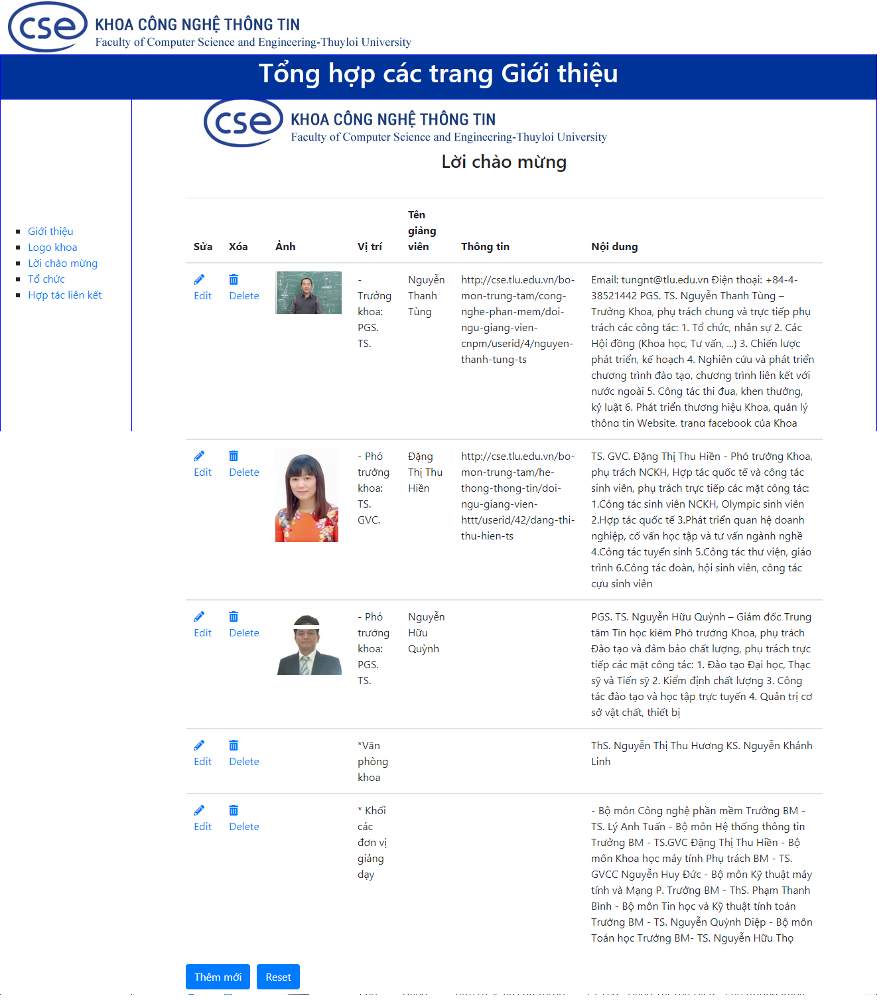 cse
KHOA CÔNG NGHỆ THÔNG TIN
Faculty of Computer Science and Engineering-Thuyloi University
Tổng hợp các trang Giới thiệu
Giới thiệu
Logo khoa
Lời chào mừng
Tổ chức
Hợp tác liên kết
cse
KHOA CÔNG NGHỆ THÔNG TIN
Faculty of Computer Science and Engineering-Thuyloi University
Lời chào mừng
Sửa
Xóa
Ảnh
Vị trí
Tên
giảng
viên
Thông tin
Nội dung
Edit
Delete
-
Trưởng
khoa:
PGS.
TS.
Nguyễn
Thanh
Tùng
http://cse.tlu.edu.vn/bo-
mon-trung-tam/cong-
nghe-phan-mem/doi-
ngu-giang-vien-
cnpm/userid/4/nguyen-
thanh-tung-ts
Email: tungnt@tlu.edu.vn Điện thoại: +84-4-
38521442 PGS. TS. Nguyễn Thanh Tùng –
Trưởng Khoa, phụ trách chung và trực tiếp phụ
trách các công tác: 1. Tổ chức, nhân sự 2. Các
Hội đồng (Khoa học, Tư vấn, ...) 3. Chiến lược
phát triển, kế hoạch 4. Nghiên cứu và phát triển
chương trình đào tạo, chương trình liên kết với
nước ngoài 5. Công tác thi đua, khen thưởng,
kỷ luật 6. Phát triển thương hiệu Khoa, quản lý
thông tin Website, trang facebook của Khoa
Edit
Delete
- Phó
trưởng
khoa:
TS.
GVC.
Đặng
Thị Thu
Hiền
http://cse.tlu.edu.vn/bo-
mon-trung-tam/he-
thong-thong-tin/doi-
ngu-giang-vien-
httt/userid/42/dang-thi-
thu-hien-ts
TS. GVC. Đặng Thị Thu Hiền - Phó trưởng Khoa,
phụ trách NCKH, Hợp tác quốc tế và công tác
sinh viên, phụ trách trực tiếp các mặt công tác:
1.Công tác sinh viên NCKH, Olympic sinh viên
2.Hợp tác quốc tế 3.Phát triển quan hệ doanh
nghiệp, cố vấn học tập và tư vấn ngành nghề
4.Công tác tuyển sinh 5.Công tác thư viện, giáo
trình 6.Công tác đoàn, hội sinh viên, công tác
cựu sinh viên
Edit
Delete
- Phó
trướng
khoa:
PGS.
TS.
Nguyễn
Hữu
Quỳnh
PGS. TS. Nguyễn Hữu Quỳnh – Giám đốc Trung
tâm Tin học kiêm Phó trướng Khoa, phụ trách
Đào tạo và đảm bảo chất lượng, phụ trách trực
tiếp các mặt công tác: 1. Đào tạo Đại học, Thạc
sỹ và Tiến sỹ 2. Kiểm định chất lượng 3. Công
tác đào tạo và học tập trực tuyến 4. Quản trị cơ
sở vật chất, thiết bị
Edit
Delete
*Văn
phòng
khoa
ThS. Nguyễn Thị Thu Hương KS. Nguyễn Khánh
Linh
Edit
Delete
* Khối
các
đơn vị
giảng
dạy
- Bộ môn Công nghệ phần mềm Trưởng BM -
TS. Lý Anh Tuấn - Bộ môn Hệ thống thông tin
Trưởng BM - TS.GVC Đặng Thị Thu Hiền - Bộ
môn Khoa học máy tính Phụ trách BM - TS.
GVCC Nguyễn Huy Đức - Bộ môn Kỹ thuật máy
tính và Mạng P. Trưởng BM - ThS. Phạm Thanh
Bình - Bộ môn Tin học và Kỹ thuật tính toán
Trưởng BM - TS. Nguyễn Quỳnh Diệp - Bộ môn
Toán học Trưởng BM- TS. Nguyễn Hữu Thọ
Thêm mới
Reset